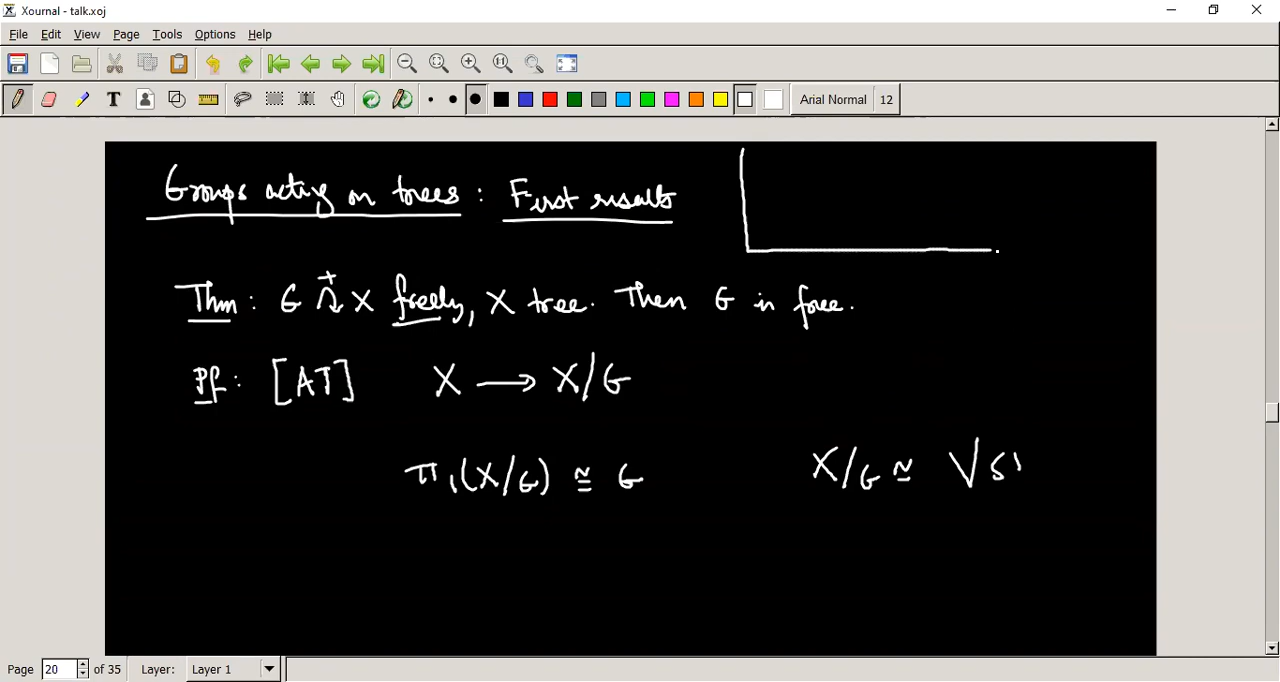 Xournal - talk.xoj
File Edit View Page Tools Options Help
Arial Normal 12
Groups acting on trees : First results
Thm : G ↷⁺ X freely, X tree. Then G is free.
Pf : [AT] X ⟶ X/G
π₁(X/G) ≅ G X/G ≅ ⋁ S¹
Page 20 of 35 Layer: Layer 1